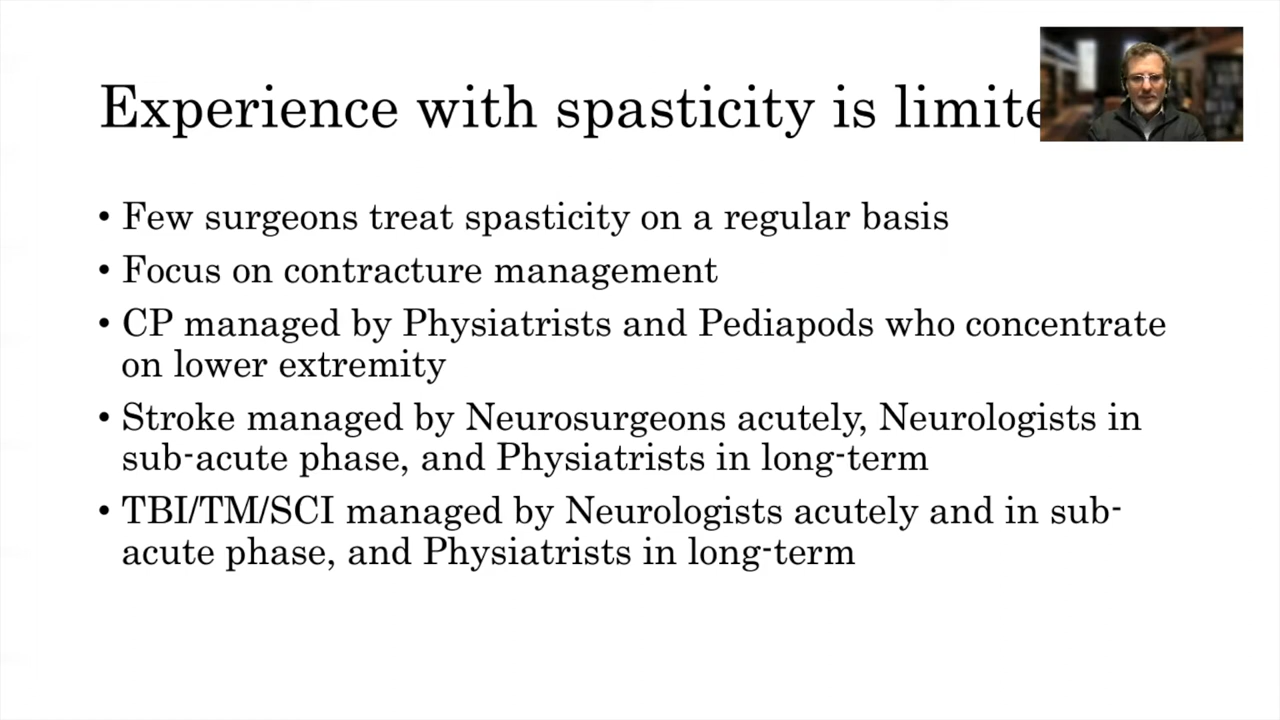 Experience with spasticity is limite
• Few surgeons treat spasticity on a regular basis
• Focus on contracture management
• CP managed by Physiatrists and Pediapods who concentrate
on lower extremity
• Stroke managed by Neurosurgeons acutely, Neurologists in
sub-acute phase, and Physiatrists in long-term
• TBI/TM/SCI managed by Neurologists acutely and in sub-
acute phase, and Physiatrists in long-term